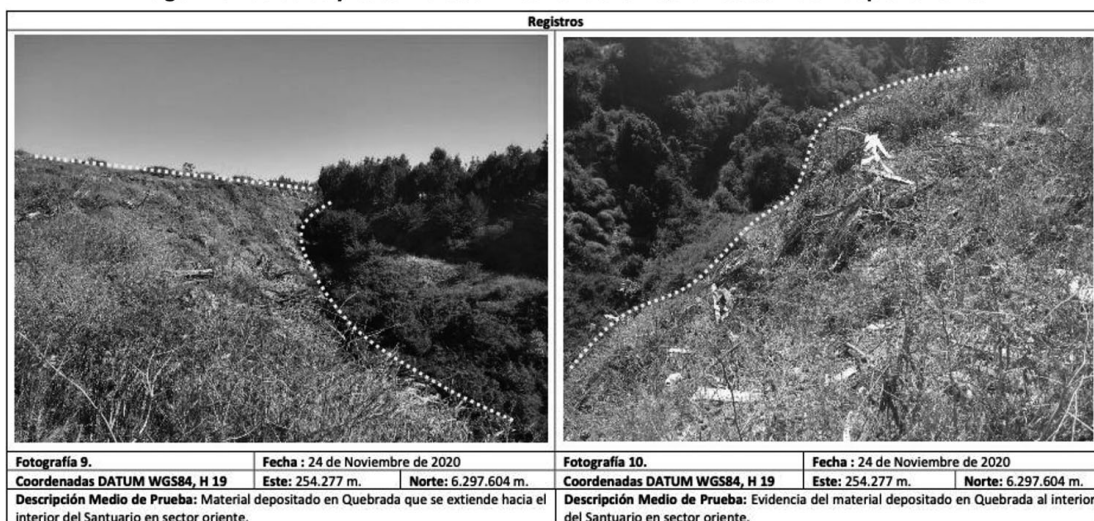 Registros
Fotografía 9.
Fecha : 24 de Noviembre de 2020
Coordenadas DATUM WGS84, H 19
Este: 254.277 m.
Norte: 6.297.604 m.
Descripción Medio de Prueba: Material depositado en Quebrada que se extiende hacia el
interior del Santuario en sector oriente.
Fotografía 10.
Fecha : 24 de Noviembre de 2020
Coordenadas DATUM WGS84, H 19
Este: 254.277 m.
Norte: 6.297.604 m.
Descripción Medio de Prueba: Evidencia del material depositado en Quebrada al interior
del Santuario en sector oriente.